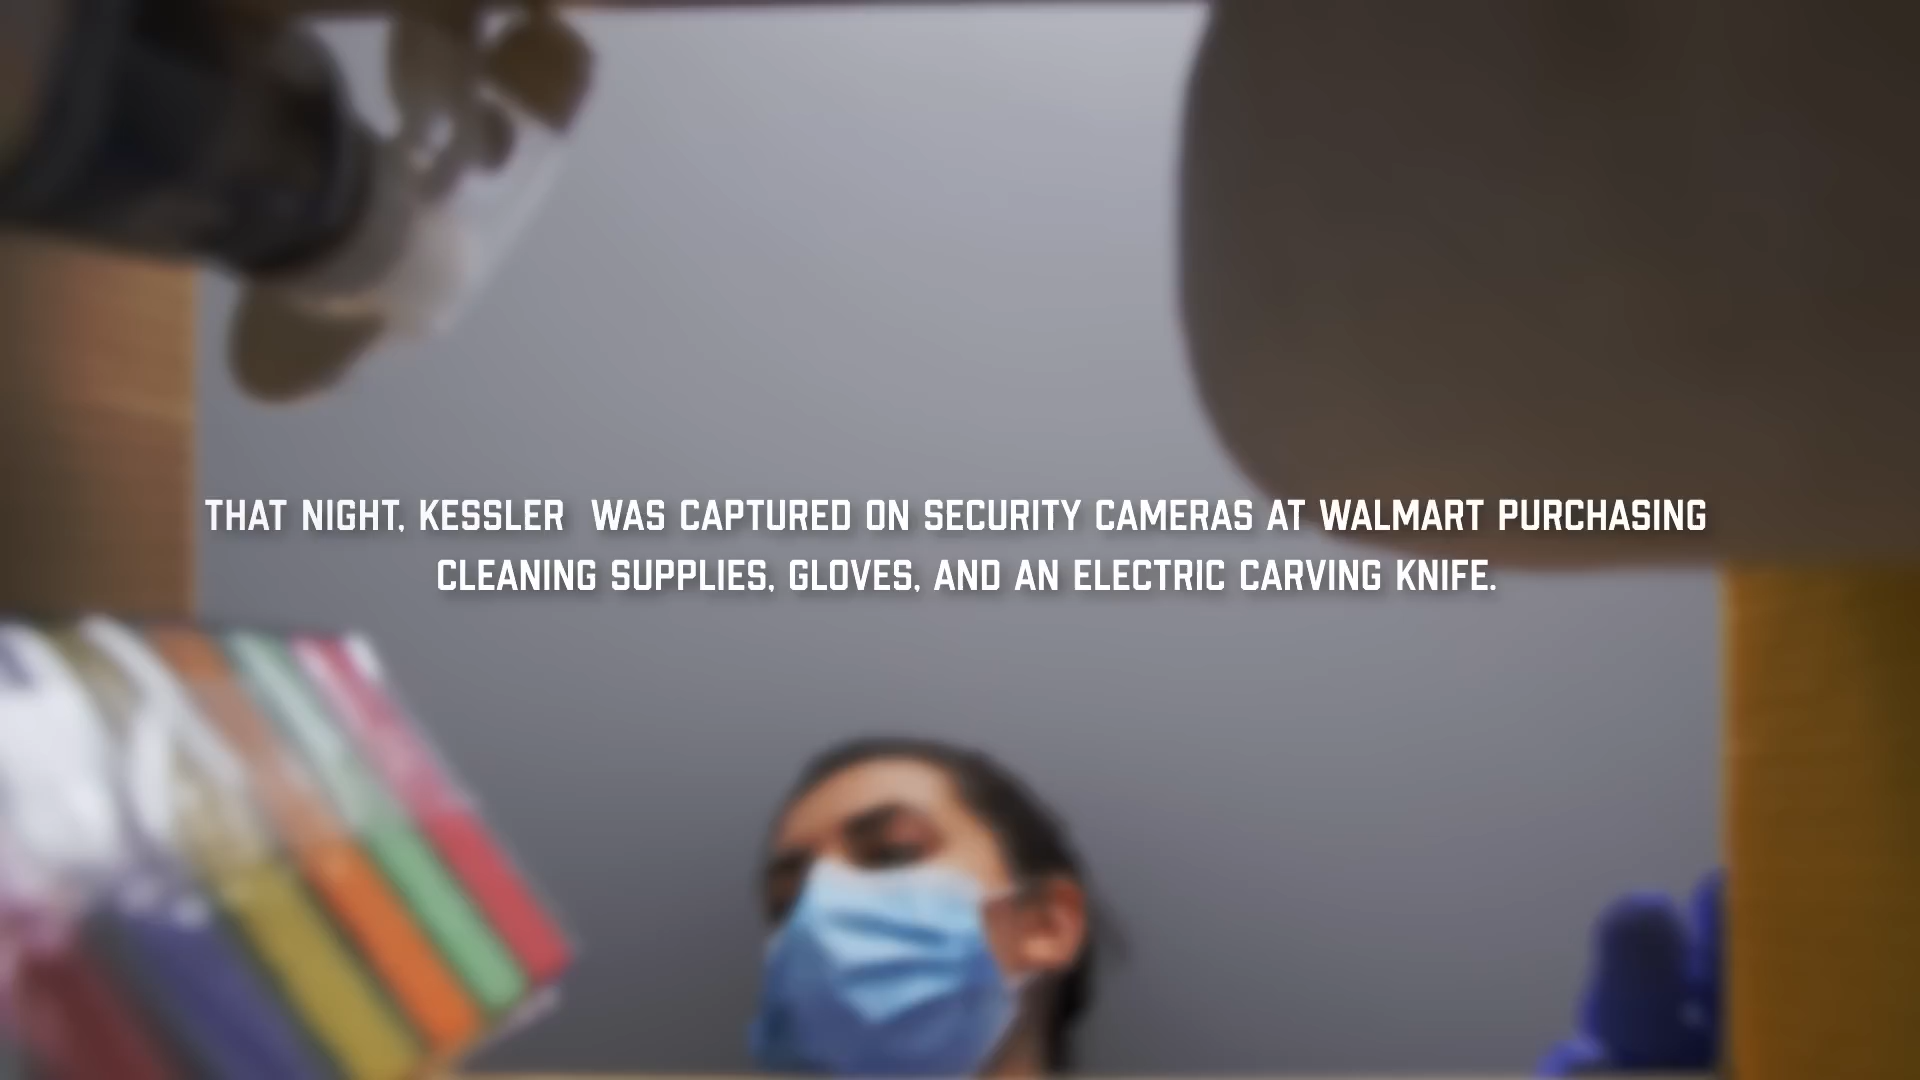 THAT NIGHT, KESSLER  WAS CAPTURED ON SECURITY CAMERAS AT WALMART PURCHASING
CLEANING SUPPLIES, GLOVES, AND AN ELECTRIC CARVING KNIFE.